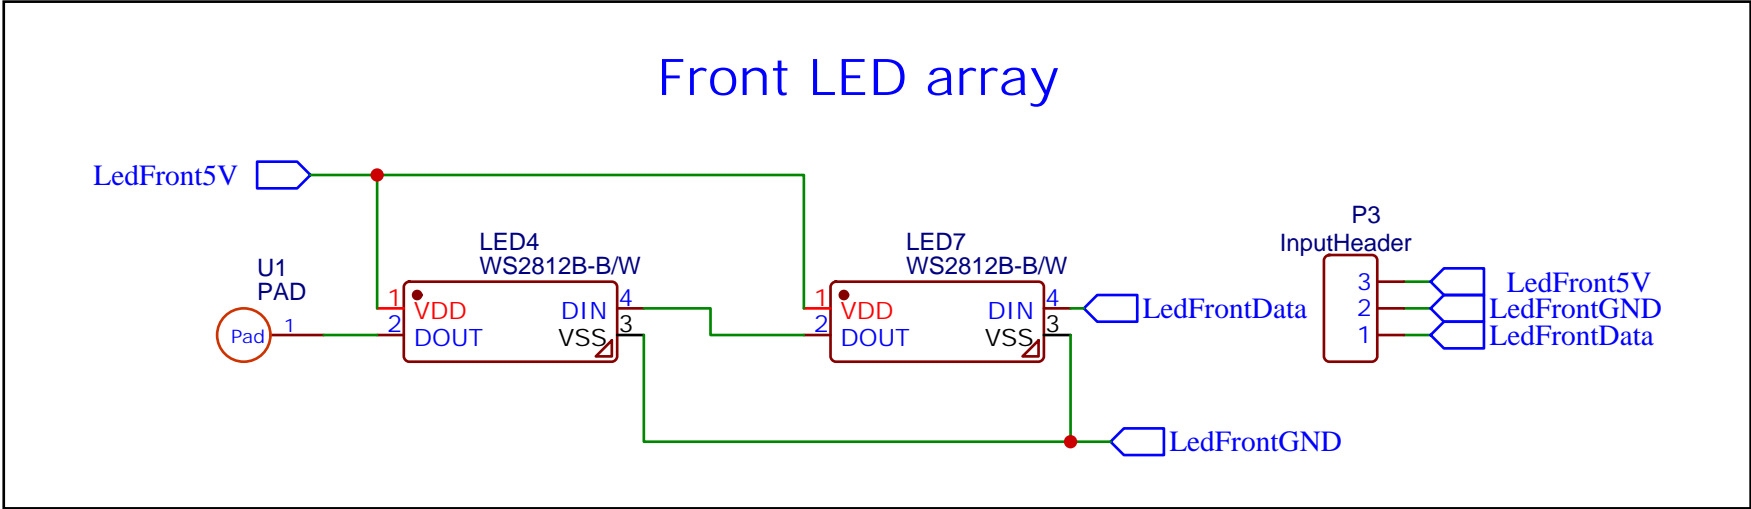 Front LED array
LedFront5V
U1
PAD
Pad
1
LED4
WS2812B-B/W
1
VDD
2
DOUT
DIN
4
VSS
3
LED7
WS2812B-B/W
1
VDD
2
DOUT
DIN
4
VSS
3
LedFrontData
LedFrontGND
P3
InputHeader
3
LedFront5V
2
LedFrontGND
1
LedFrontData